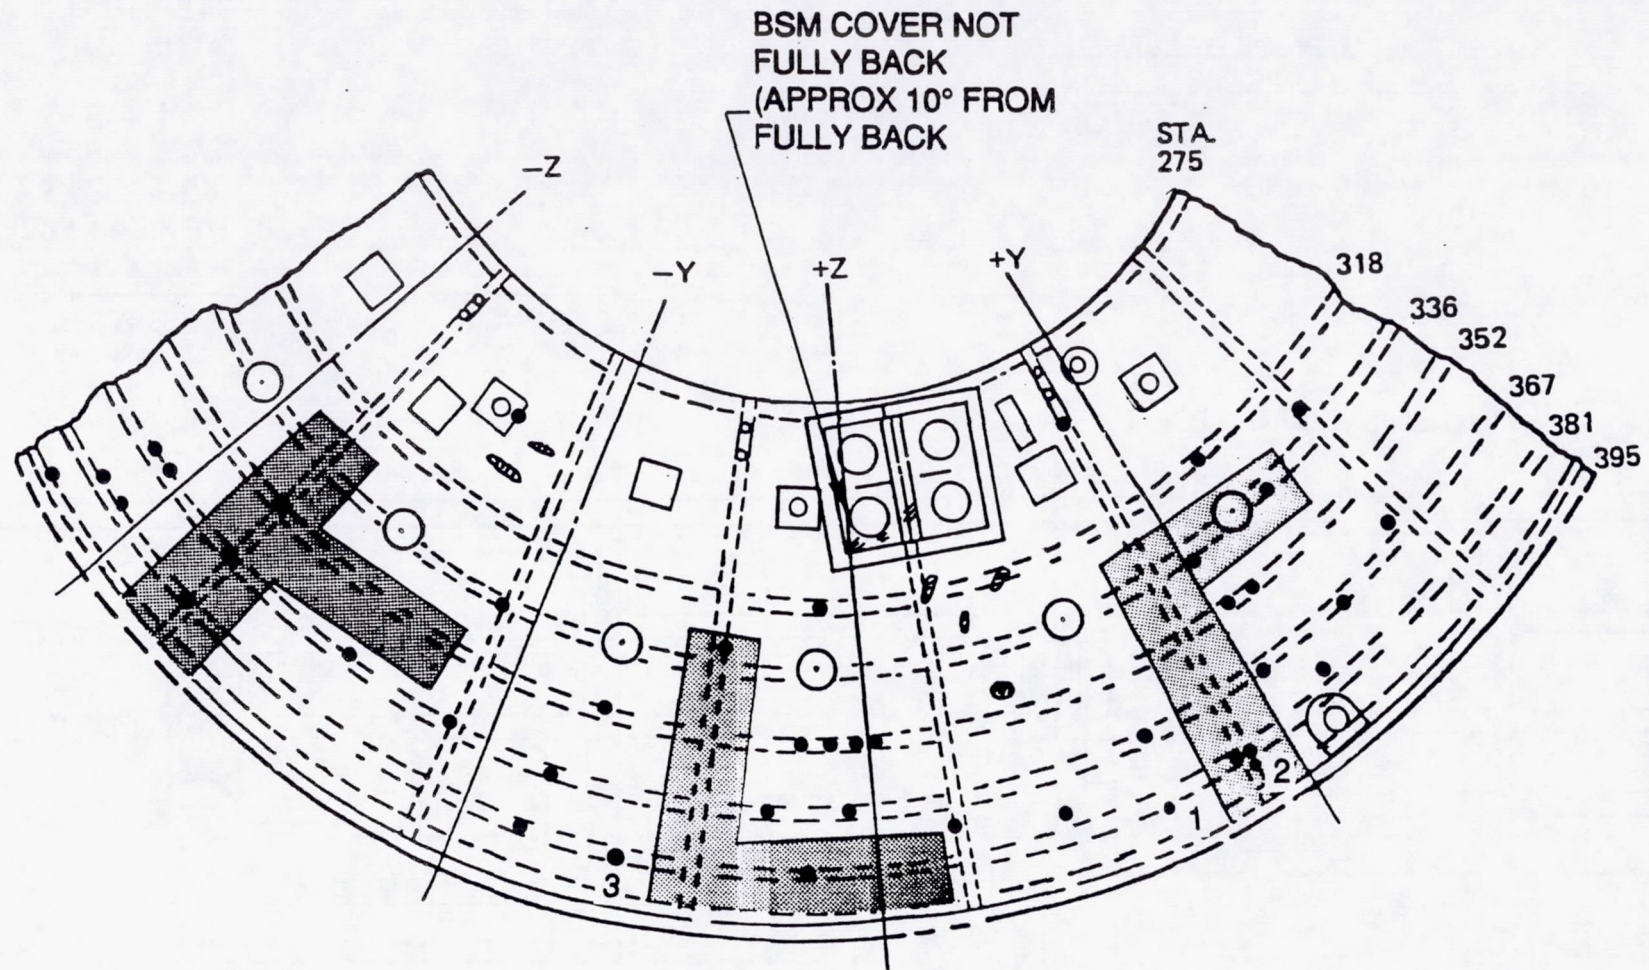 BSM COVER NOT
FULLY BACK
(APPROX 10° FROM
FULLY BACK
STA.
275
–Z
–Y
+Z
+Y
318
336
352
367
381
395
2
1
3